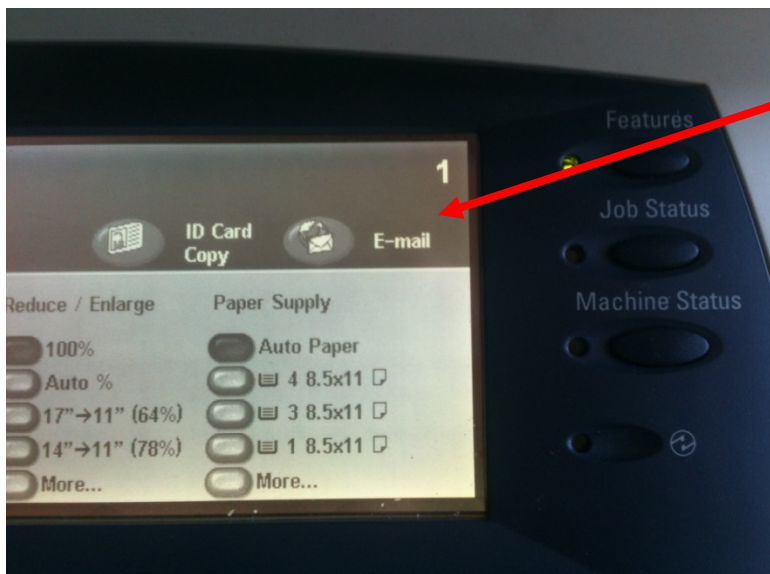 Features
1
Job Status
ID Card
Copy
E-mail
Machine Status
Reduce / Enlarge
Paper Supply
100%
Auto Paper
Auto %
4 8.5x11
17”→11” (64%)
3 8.5x11
14”→11” (78%)
1 8.5x11
More...
More...